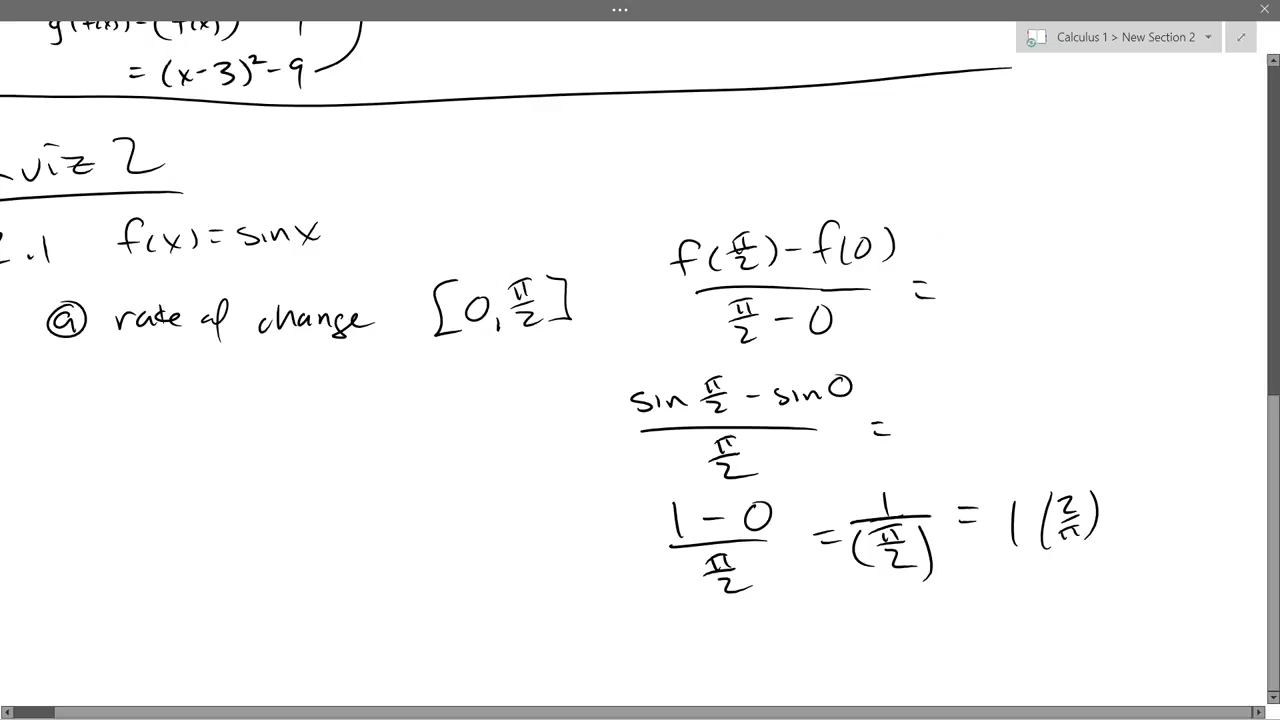 Calculus 1 > New Section 2
= (x-3)² - 9
uiz 2
.1 f(x) = sin x
ⓐ rate of change [0, π/2]
(f(π/2) - f(0)) / (π/2 - 0) =
(sin π/2 - sin 0) / (π/2) =
(1 - 0) / (π/2) = 1 / (π/2) = 1 (2/π)